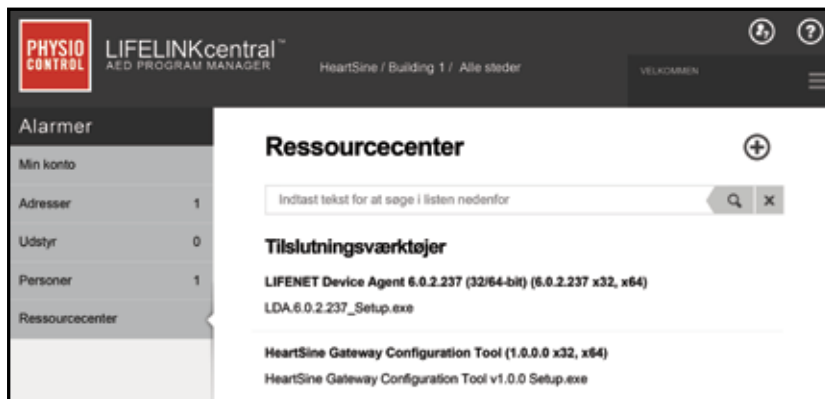 PHYSIO
CONTROL
LIFELINKcentral™
AED PROGRAM MANAGER
HeartSine / Building 1 / Alle steder
VELKOMMEN
Alarmer
Min konto
Adresser 1
Udstyr 0
Personer 1
Ressourcecenter
Ressourcecenter
Indtast tekst for at søge i listen nedenfor
Tilslutningsværktøjer
LIFENET Device Agent 6.0.2.237 (32/64-bit) (6.0.2.237 x32, x64)
LDA.6.0.2.237_Setup.exe
HeartSine Gateway Configuration Tool (1.0.0.0 x32, x64)
HeartSine Gateway Configuration Tool v1.0.0 Setup.exe